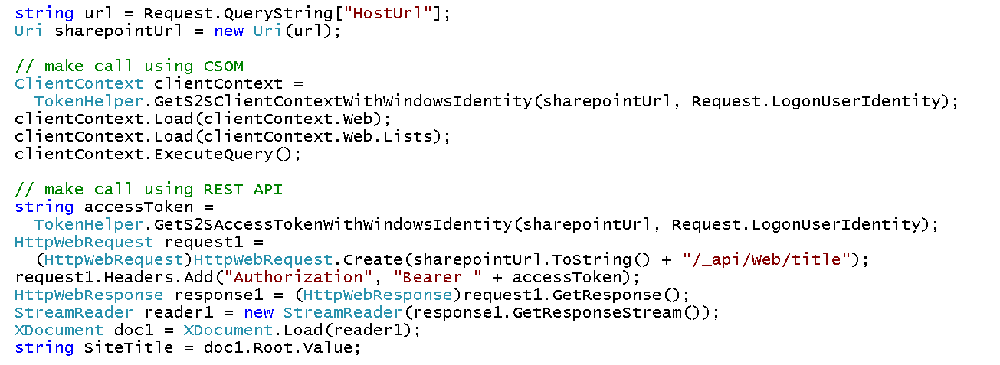 string url = Request.QueryString["HostUrl"];
Uri sharepointUrl = new Uri(url);
// make call using CSOM
ClientContext clientContext =
TokenHelper.GetS2SClientContextWithWindowsIdentity(sharepointUrl, Request.LogonUserIdentity);
clientContext.Load(clientContext.Web);
clientContext.Load(clientContext.Web.Lists);
clientContext.ExecuteQuery();
// make call using REST API
string accessToken =
TokenHelper.GetS2SAccessTokenWithWindowsIdentity(sharepointUrl, Request.LogonUserIdentity);
HttpWebRequest request1 =
(HttpWebRequest)HttpWebRequest.Create(sharepointUrl.ToString() + "/_api/Web/title");
request1.Headers.Add("Authorization", "Bearer " + accessToken);
HttpWebResponse response1 = (HttpWebResponse)request1.GetResponse();
StreamReader reader1 = new StreamReader(response1.GetResponseStream());
XDocument doc1 = XDocument.Load(reader1);
string SiteTitle = doc1.Root.Value;